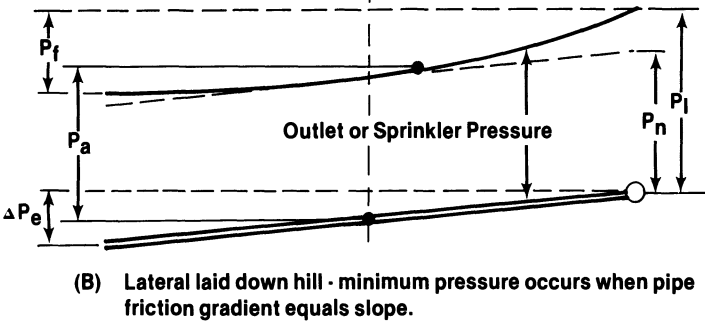 Pf
Pl
Pn
Pa
Outlet or Sprinkler Pressure
Δ Pe
(B) Lateral laid down hill - minimum pressure occurs when pipe
friction gradient equals slope.